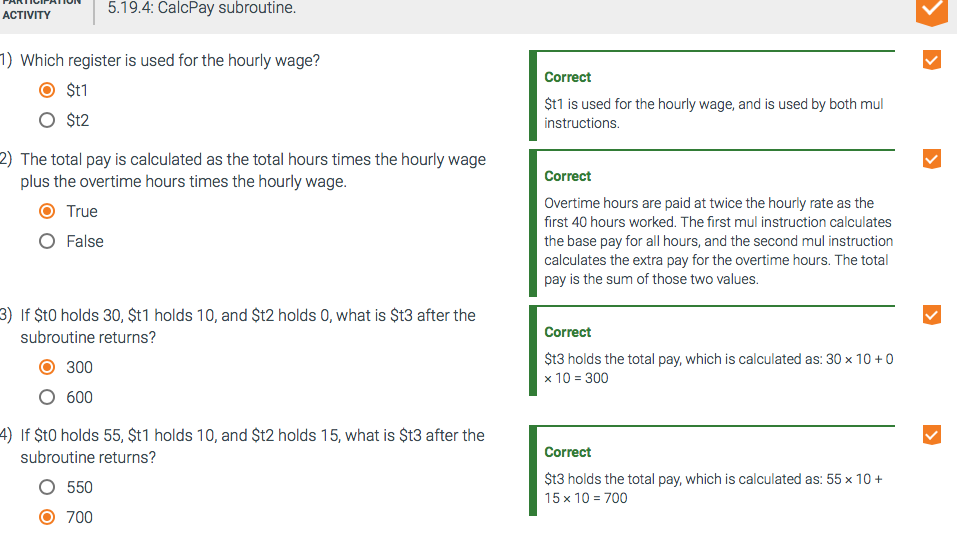 PARTICIPATION
ACTIVITY
5.19.4: CalcPay subroutine.
1) Which register is used for the hourly wage?
$t1
$t2
Correct
$t1 is used for the hourly wage, and is used by both mul
instructions.
2) The total pay is calculated as the total hours times the hourly wage
plus the overtime hours times the hourly wage.
True
False
Correct
Overtime hours are paid at twice the hourly rate as the
first 40 hours worked. The first mul instruction calculates
the base pay for all hours, and the second mul instruction
calculates the extra pay for the overtime hours. The total
pay is the sum of those two values.
3) If $t0 holds 30, $t1 holds 10, and $t2 holds 0, what is $t3 after the
subroutine returns?
300
600
Correct
$t3 holds the total pay, which is calculated as: 30 × 10 + 0
× 10 = 300
4) If $t0 holds 55, $t1 holds 10, and $t2 holds 15, what is $t3 after the
subroutine returns?
550
700
Correct
$t3 holds the total pay, which is calculated as: 55 × 10 +
15 × 10 = 700